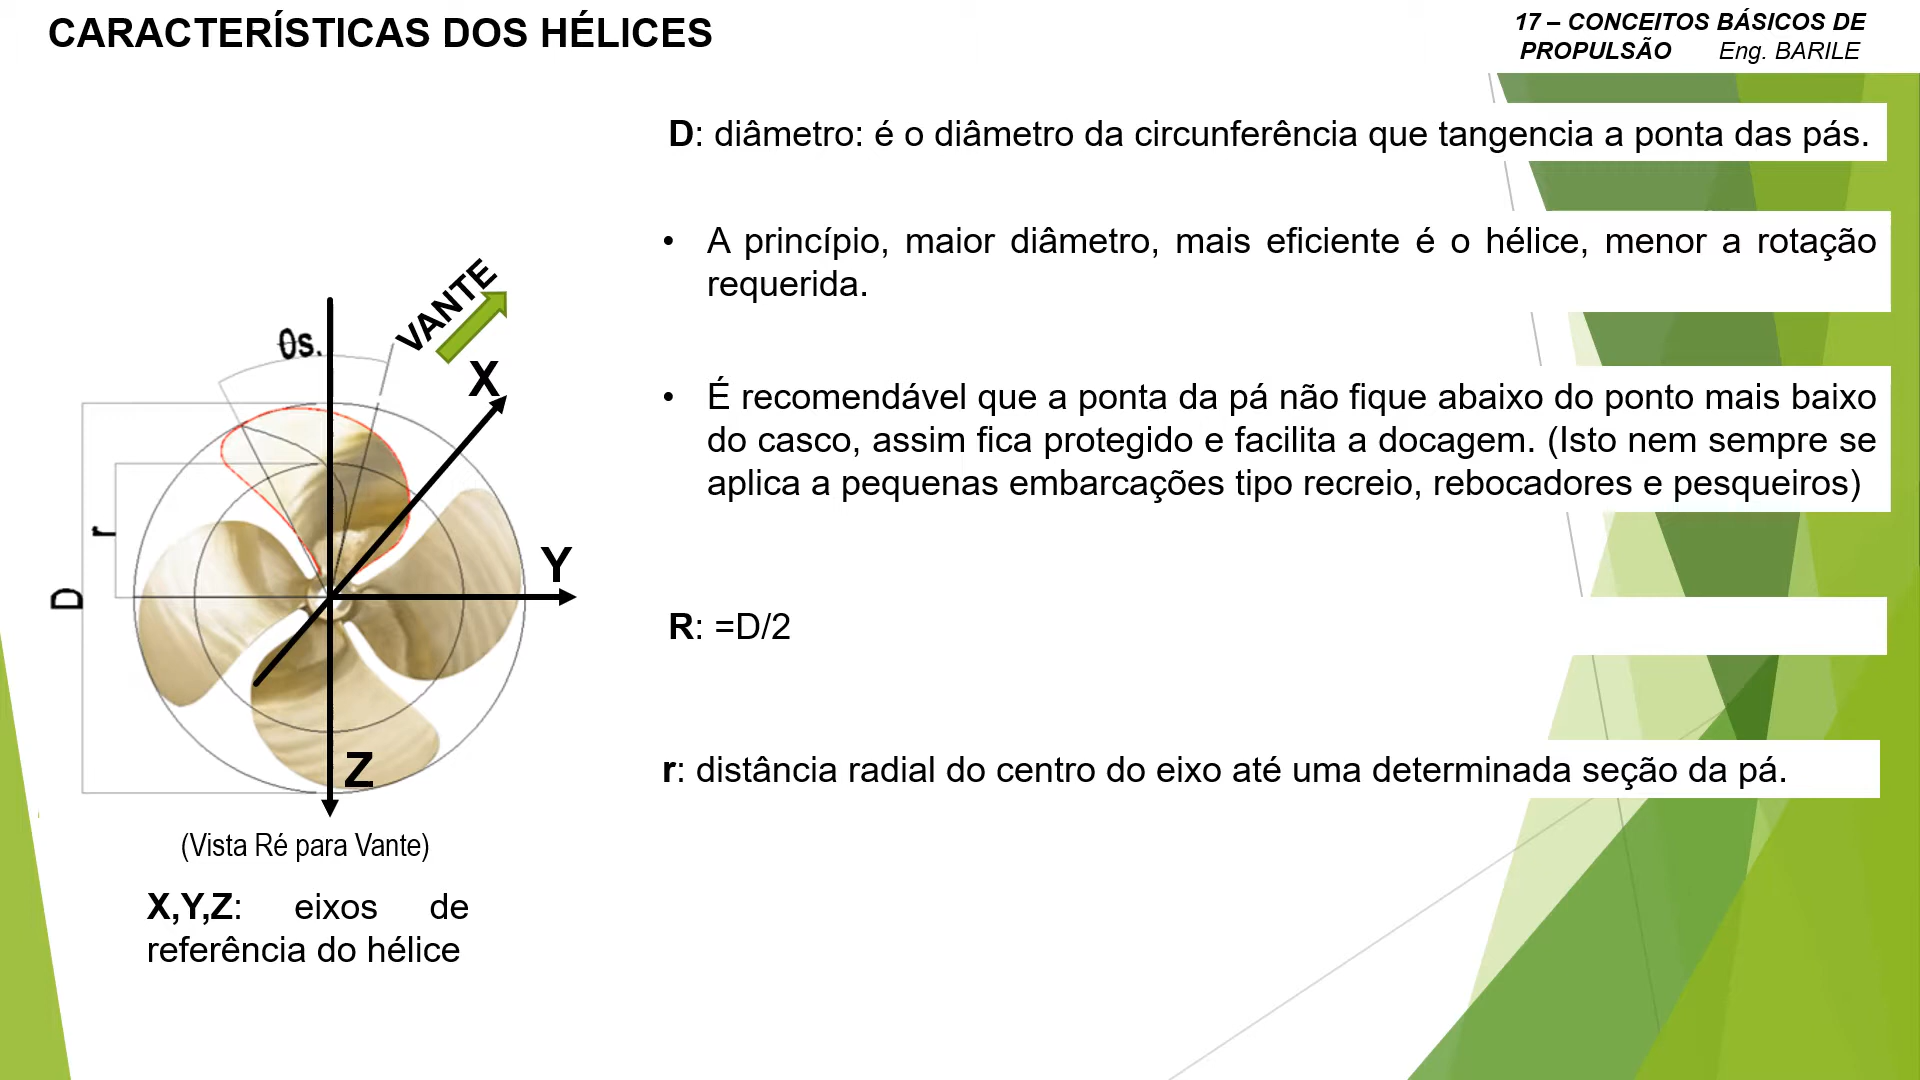 CARACTERÍSTICAS DOS HÉLICES
17 – CONCEITOS BÁSICOS DE
PROPULSÃO Eng. BARILE
D: diâmetro: é o diâmetro da circunferência que tangencia a ponta das pás.
• A princípio, maior diâmetro, mais eficiente é o hélice, menor a rotação
requerida.
• É recomendável que a ponta da pá não fique abaixo do ponto mais baixo
do casco, assim fica protegido e facilita a docagem. (Isto nem sempre se
aplica a pequenas embarcações tipo recreio, rebocadores e pesqueiros)
R: =D/2
r: distância radial do centro do eixo até uma determinada seção da pá.
VANTE
θs.
X
r
Y
D
Z
(Vista Ré para Vante)
X,Y,Z: eixos de
referência do hélice